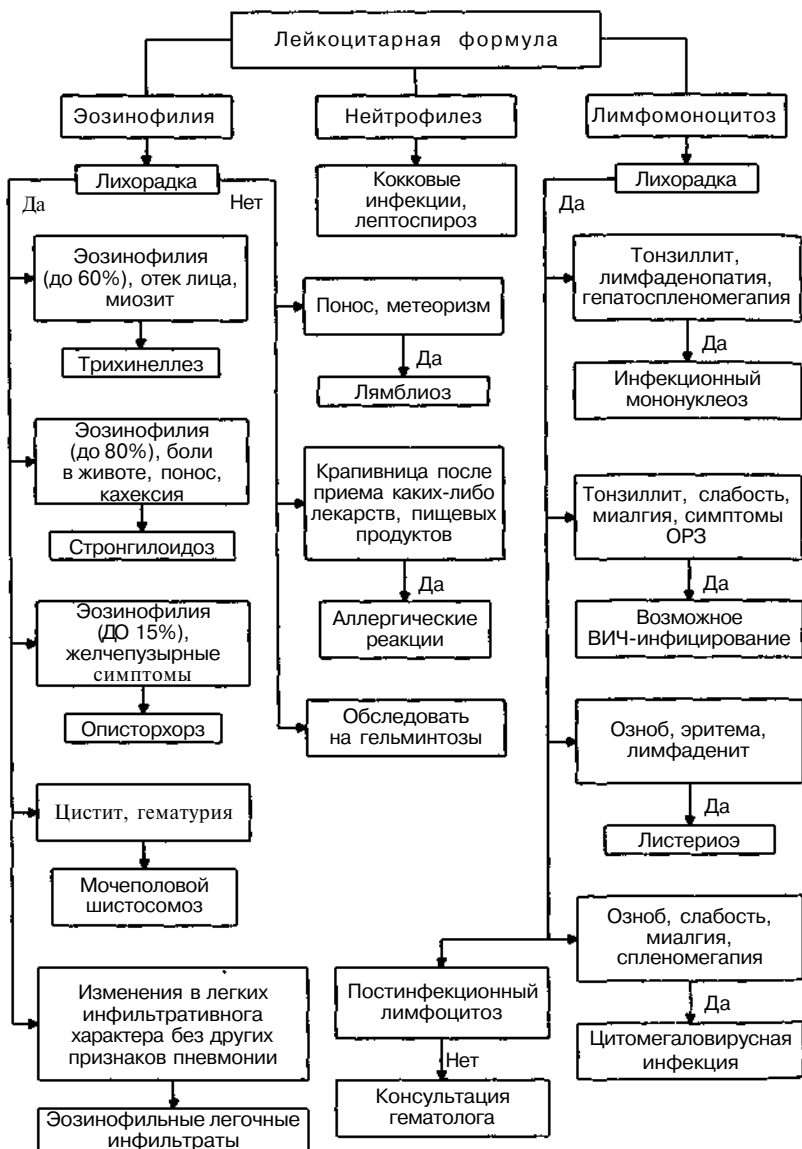 Лейкоцитарная формула
Эозинофилия
Нейтрофилез
Лимфомоноцитоз
Лихорадка
Да
Нет
Кокковые
инфекции,
лептоспироз
Лихорадка
Да
Эозинофилия
(до 60%), отек лица,
миозит
Трихинеллез
Эозинофилия
(до 80%), боли
в животе, понос,
кахексия
Стронгилоидоз
Эозинофилия
(ДО 15%),
желчепузырные
симптомы
Описторхорз
Цистит, гематурия
Мочеполовой
шистосомоз
Изменения в легких
инфильтративнога
характера без других
признаков пневмонии
Эозинофильные легочные
инфильтраты
Понос, метеоризм
Да
Лямблиоз
Крапивница после
приема каких-либо
лекарств, пищевых
продуктов
Да
Аллергические
реакции
Обследовать
на гельминтозы
Тонзиллит,
лимфаденопатия,
гепатоспленомегапия
Да
Инфекционный
мононуклеоз
Тонзиллит, слабость,
миалгия, симптомы
ОРЗ
Да
Возможное
ВИЧ-инфицирование
Озноб, эритема,
лимфаденит
Да
Листериоэ
Озноб, слабость,
миалгия,
спленомегапия
Да
Цитомегаловирусная
инфекция
Постинфекционный
лимфоцитоз
Нет
Консультация
гематолога